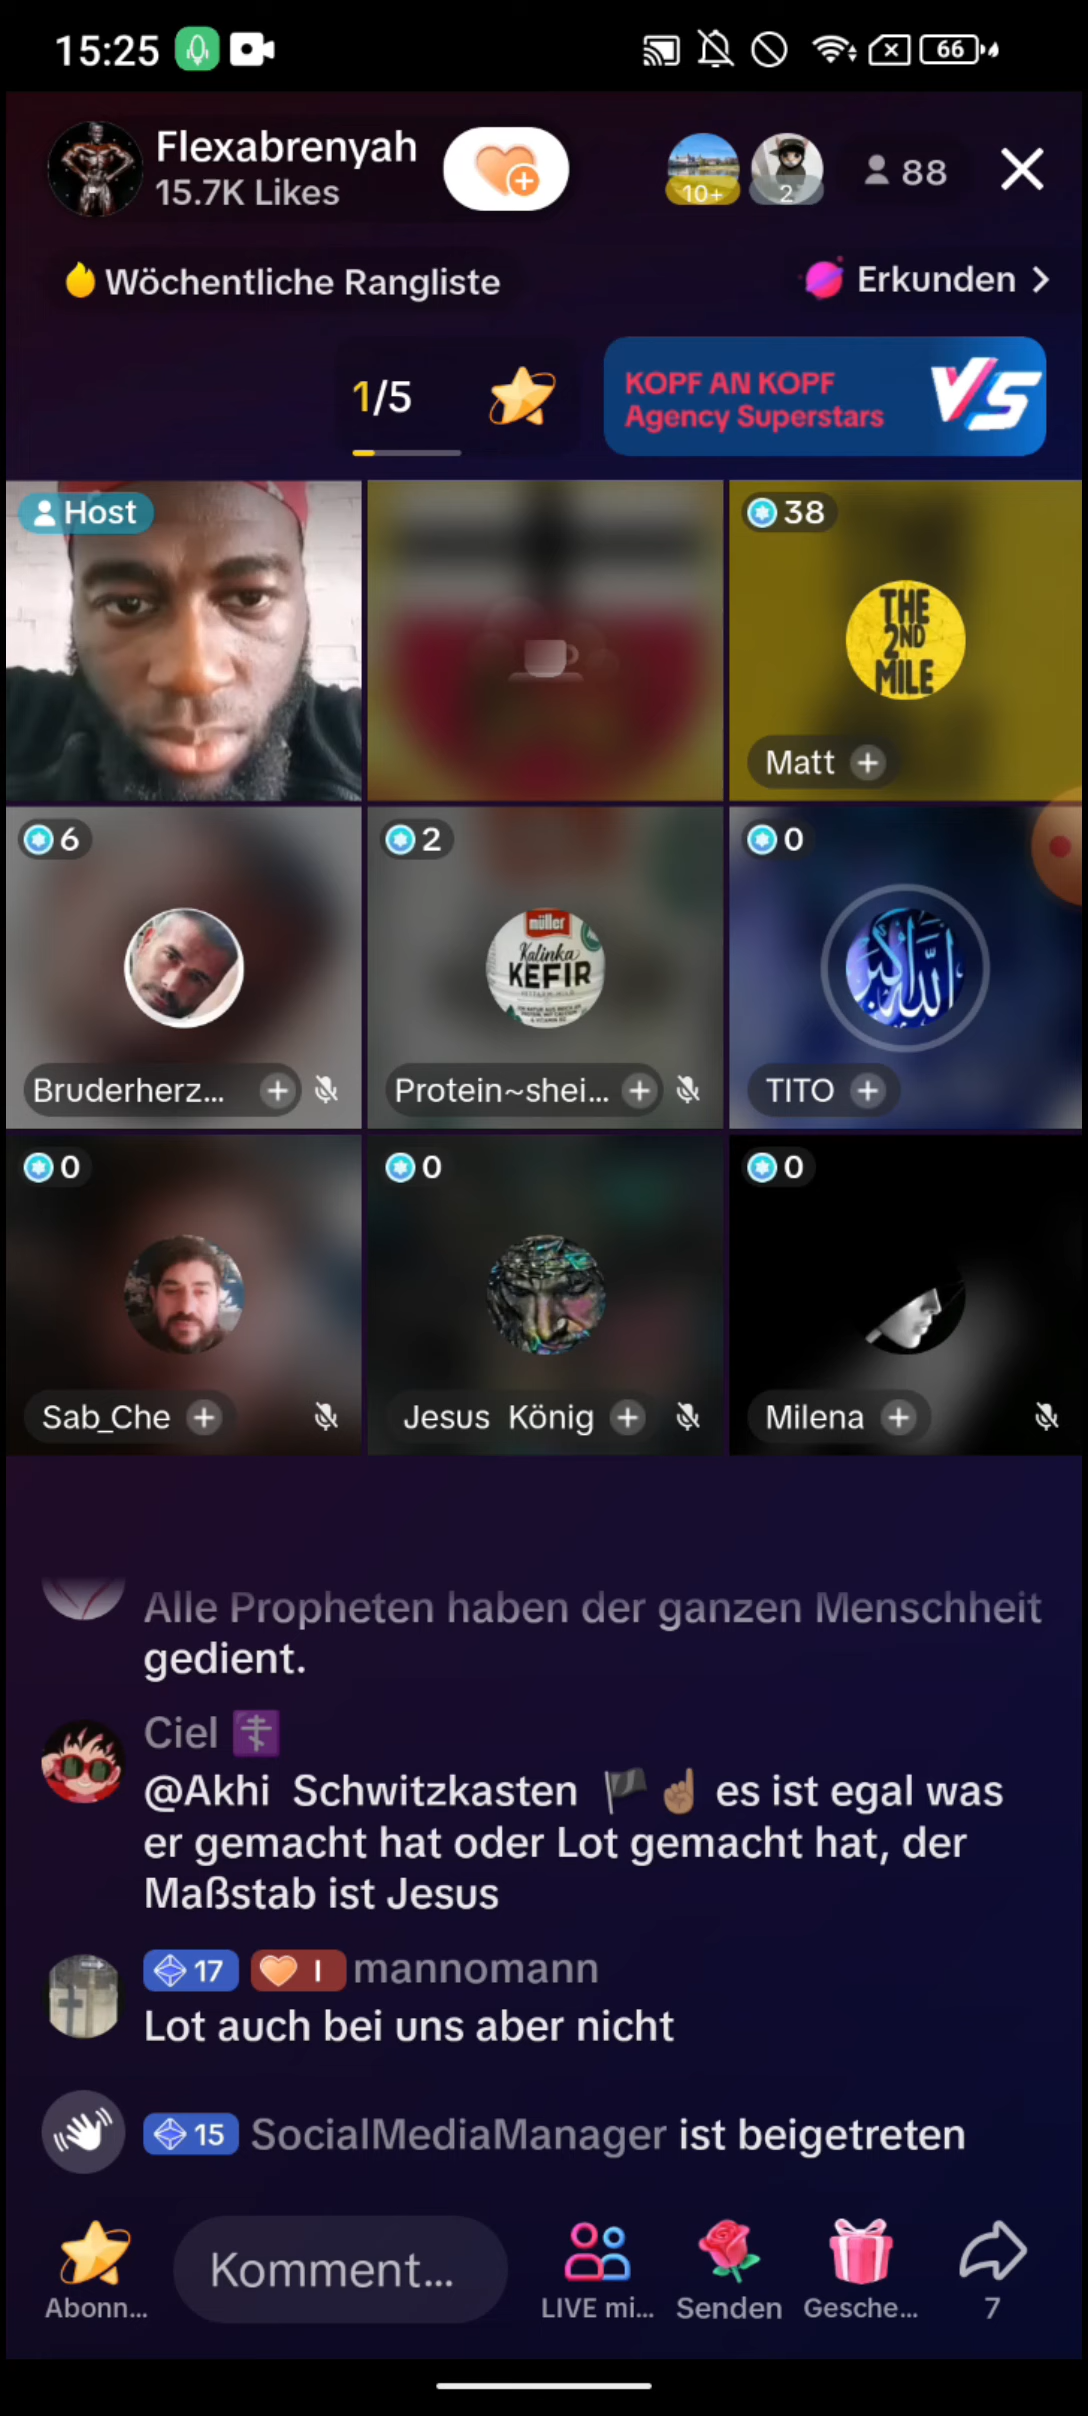 15:25
66
Flexabrenyah
15.7K Likes
10+
2
88
Wöchentliche Rangliste
Erkunden
1/5
KOPF AN KOPF
Agency Superstars
VS
Host
38
THE
2ND
MILE
Matt
6
2
0
müller
Kalinka
KEFIR
الله أكبر
Bruderherz...
Protein~shei...
TITO
0
0
0
Sab_Che
Jesus König
Milena
Alle Propheten haben der ganzen Menschheit
gedient.
Ciel
@Akhi Schwitzkasten 🏴☝🏽 es ist egal was
er gemacht hat oder Lot gemacht hat, der
Maßstab ist Jesus
17 I mannomann
Lot auch bei uns aber nicht
15 SocialMediaManager ist beigetreten
Komment...
Abonn...
LIVE mi...
Senden
Gesche...
7